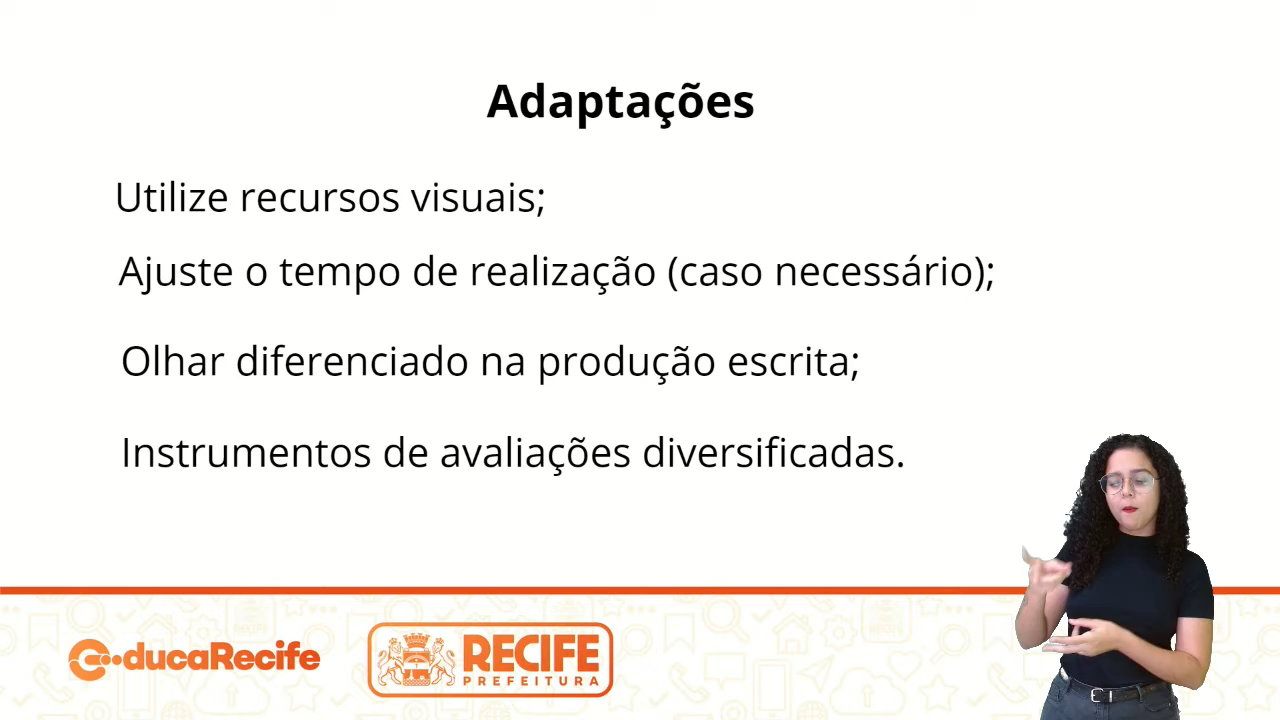 Adaptações
Utilize recursos visuais;
Ajuste o tempo de realização (caso necessário);
Olhar diferenciado na produção escrita;
Instrumentos de avaliações diversificadas.
educaRecife
RECIFE
PREFEITURA